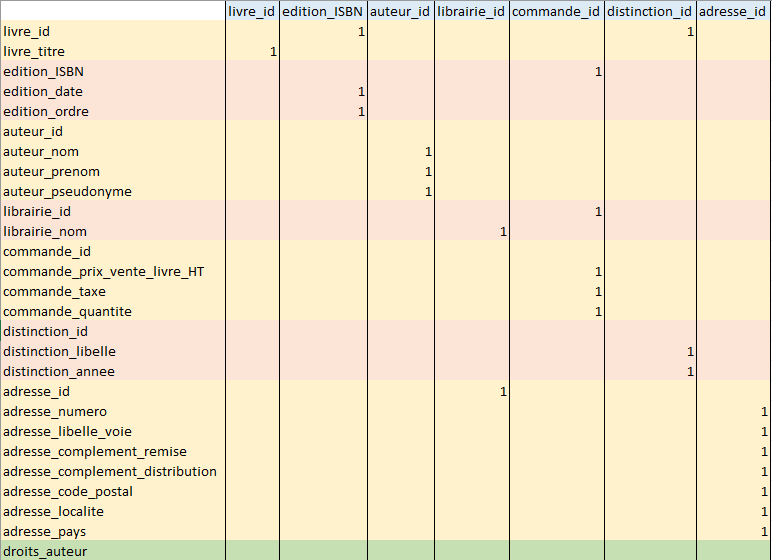 livre_id edition_ISBN auteur_id librairie_id commande_id distinction_id adresse_id
livre_id 1 1
livre_titre 1
edition_ISBN 1
edition_date 1
edition_ordre 1
auteur_id
auteur_nom 1
auteur_prenom 1
auteur_pseudonyme 1
librairie_id 1
librairie_nom 1
commande_id
commande_prix_vente_livre_HT 1
commande_taxe 1
commande_quantite 1
distinction_id
distinction_libelle 1
distinction_annee 1
adresse_id 1
adresse_numero 1
adresse_libelle_voie 1
adresse_complement_remise 1
adresse_complement_distribution 1
adresse_code_postal 1
adresse_localite 1
adresse_pays 1
droits_auteur